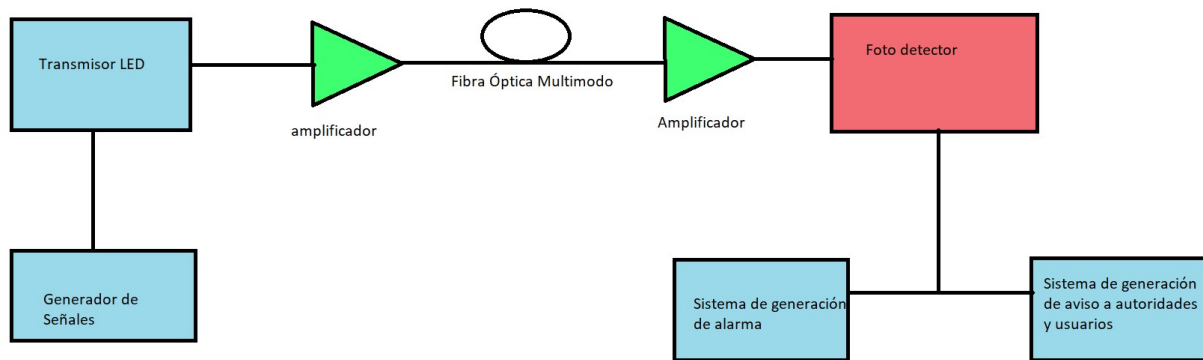 Transmisor LED
amplificador
Fibra Óptica Multimodo
Amplificador
Foto detector
Generador de
Señales
Sistema de generación
de alarma
Sistema de generación
de aviso a autoridades
y usuarios